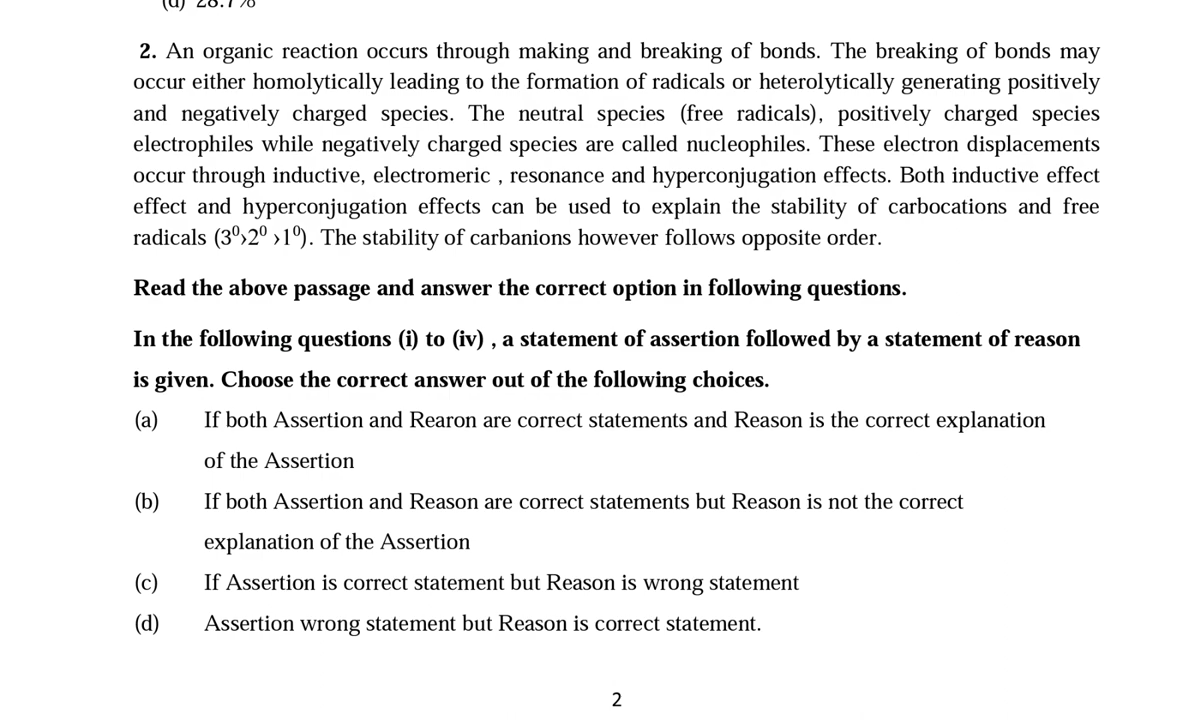 (d) 28.7%
2. An organic reaction occurs through making and breaking of bonds. The breaking of bonds may
occur either homolytically leading to the formation of radicals or heterolytically generating positively
and negatively charged species. The neutral species (free radicals), positively charged species
electrophiles while negatively charged species are called nucleophiles. These electron displacements
occur through inductive, electromeric , resonance and hyperconjugation effects. Both inductive effect
effect and hyperconjugation effects can be used to explain the stability of carbocations and free
radicals (3⁰›2⁰ ›1⁰). The stability of carbanions however follows opposite order.
Read the above passage and answer the correct option in following questions.
In the following questions (i) to (iv) , a statement of assertion followed by a statement of reason
is given. Choose the correct answer out of the following choices.
(a) If both Assertion and Rearon are correct statements and Reason is the correct explanation
of the Assertion
(b) If both Assertion and Reason are correct statements but Reason is not the correct
explanation of the Assertion
(c) If Assertion is correct statement but Reason is wrong statement
(d) Assertion wrong statement but Reason is correct statement.
2